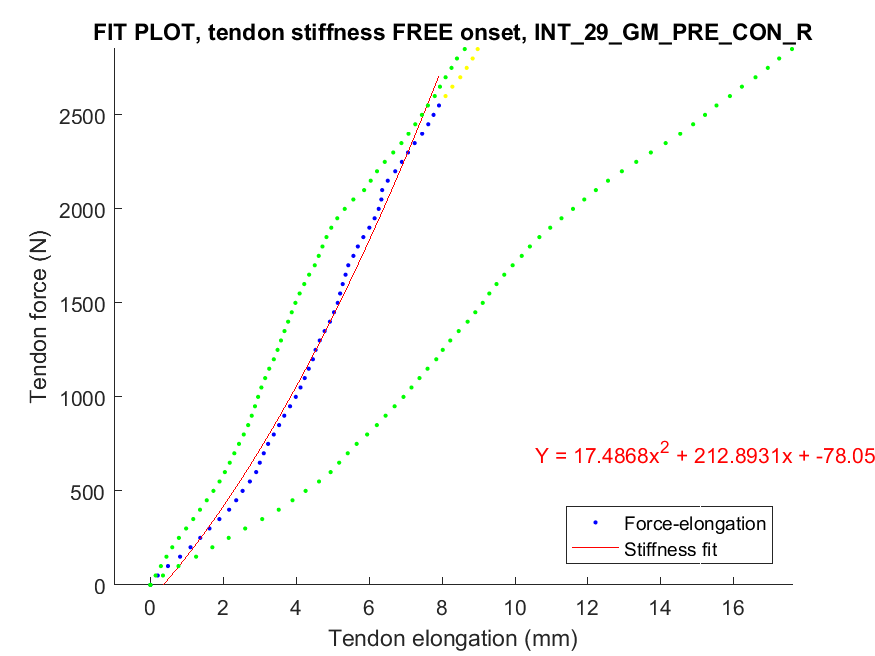 FIT PLOT, tendon stiffness FREE onset, INT_29_GM_PRE_CON_R
2500
2000
1500
1000
500
0
Tendon force (N)
Y = 17.4868x² + 212.8931x + -78.05
Force-elongation
Stiffness fit
0 2 4 6 8 10 12 14 16
Tendon elongation (mm)